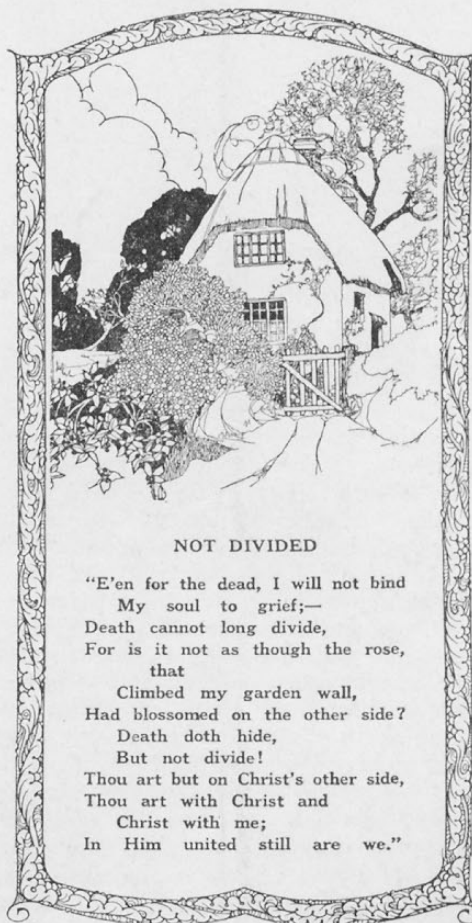 NOT DIVIDED
"E'en for the dead, I will not bind
My soul to grief;—
Death cannot long divide,
For is it not as though the rose,
that
Climbed my garden wall,
Had blossomed on the other side?
Death doth hide,
But not divide!
Thou art but on Christ's other side,
Thou art with Christ and
Christ with me;
In Him united still are we."